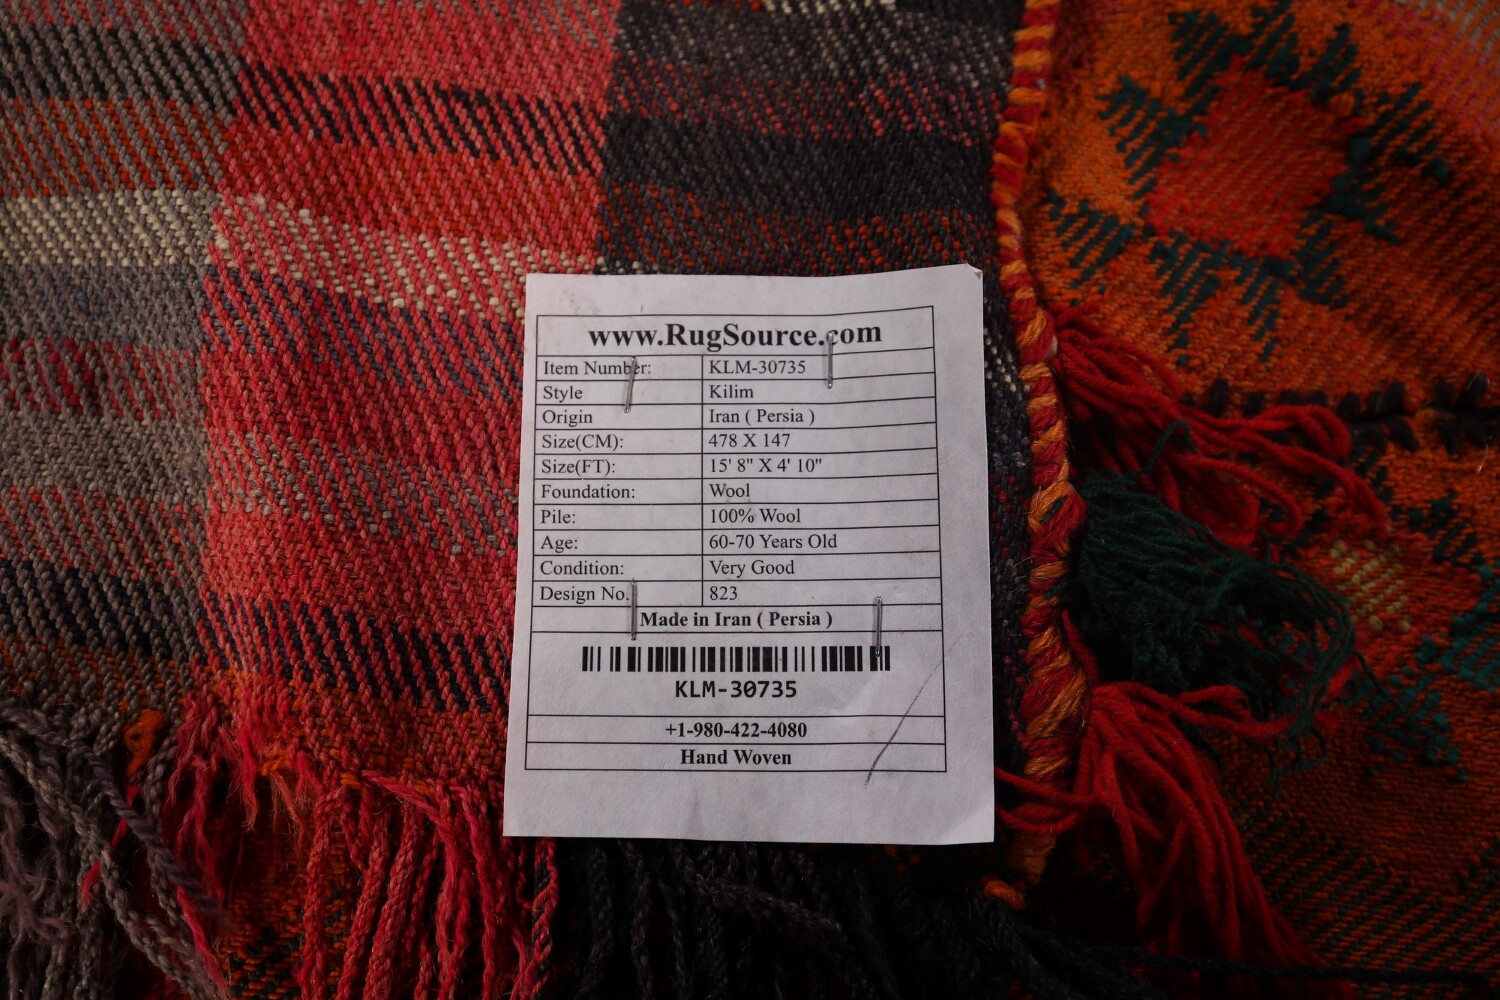 www.RugSource.com
Item Number: KLM-30735
Style Kilim
Origin Iran ( Persia )
Size(CM): 478 X 147
Size(FT): 15' 8" X 4' 10"
Foundation: Wool
Pile: 100% Wool
Age: 60-70 Years Old
Condition: Very Good
Design No. 823
Made in Iran ( Persia )
KLM-30735
+1-980-422-4080
Hand Woven